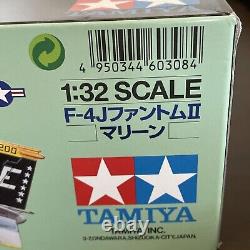 4 950344 603084
1:32 SCALE
F-4JファントムII
マリーン
200
E
TAMIYA
TAMIYA, INC.
3-7, ONDAWARA, SHIZUOKA-CITY, JAPAN.